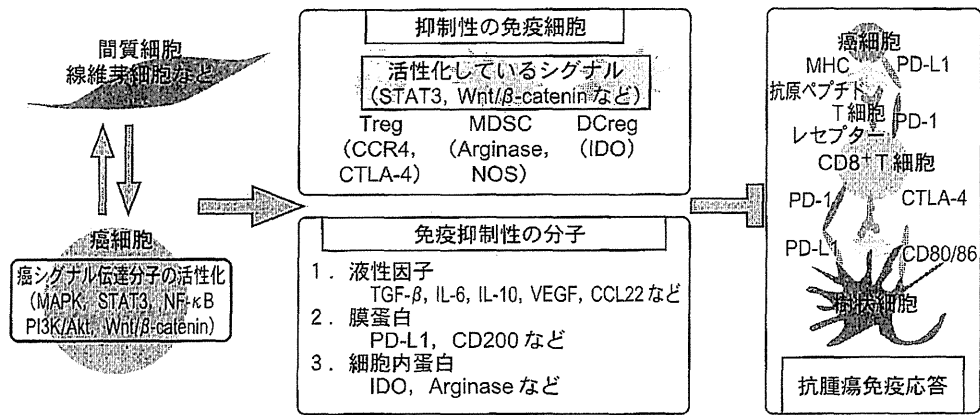 間質細胞
線維芽細胞など
癌細胞
癌シグナル伝達分子の活性化
(MAPK, STAT3, NF-κB
PI3K/Akt, Wnt/β-catenin)
抑制性の免疫細胞
活性化しているシグナル
(STAT3, Wnt/β-catenin など)
Treg MDSC DCreg
(CCR4, (Arginase, (IDO)
CTLA-4) NOS)
免疫抑制性の分子
1. 液性因子
TGF-β, IL-6, IL-10, VEGF, CCL22 など
2. 膜蛋白
PD-L1, CD200 など
3. 細胞内蛋白
IDO, Arginase など
癌細胞
MHC PD-L1
抗原ペプチド
T細胞 PD-1
レセプター
CD8+ T 細胞
PD-1 CTLA-4
PD-L1 CD80/86
樹状細胞
抗腫瘍免疫応答